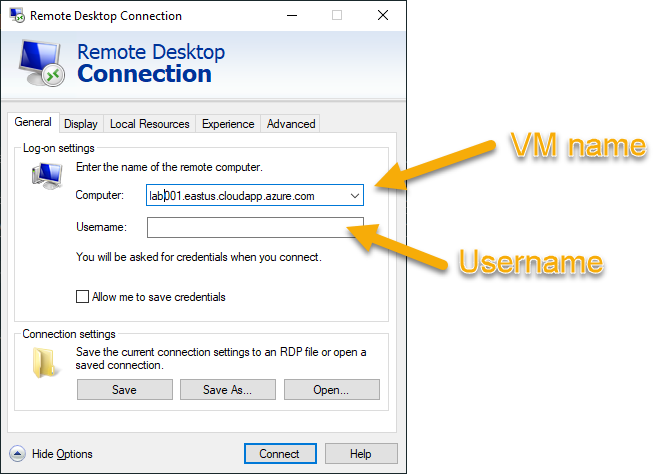 Remote Desktop Connection
Remote Desktop
Connection
General Display Local Resources Experience Advanced
Log-on settings
Enter the name of the remote computer.
Computer: lab001.eastus.cloudapp.azure.com
VM name
Username:
Username
You will be asked for credentials when you connect.
Allow me to save credentials
Connection settings
Save the current connection settings to an RDP file or open a
saved connection.
Save Save As... Open...
Hide Options Connect Help